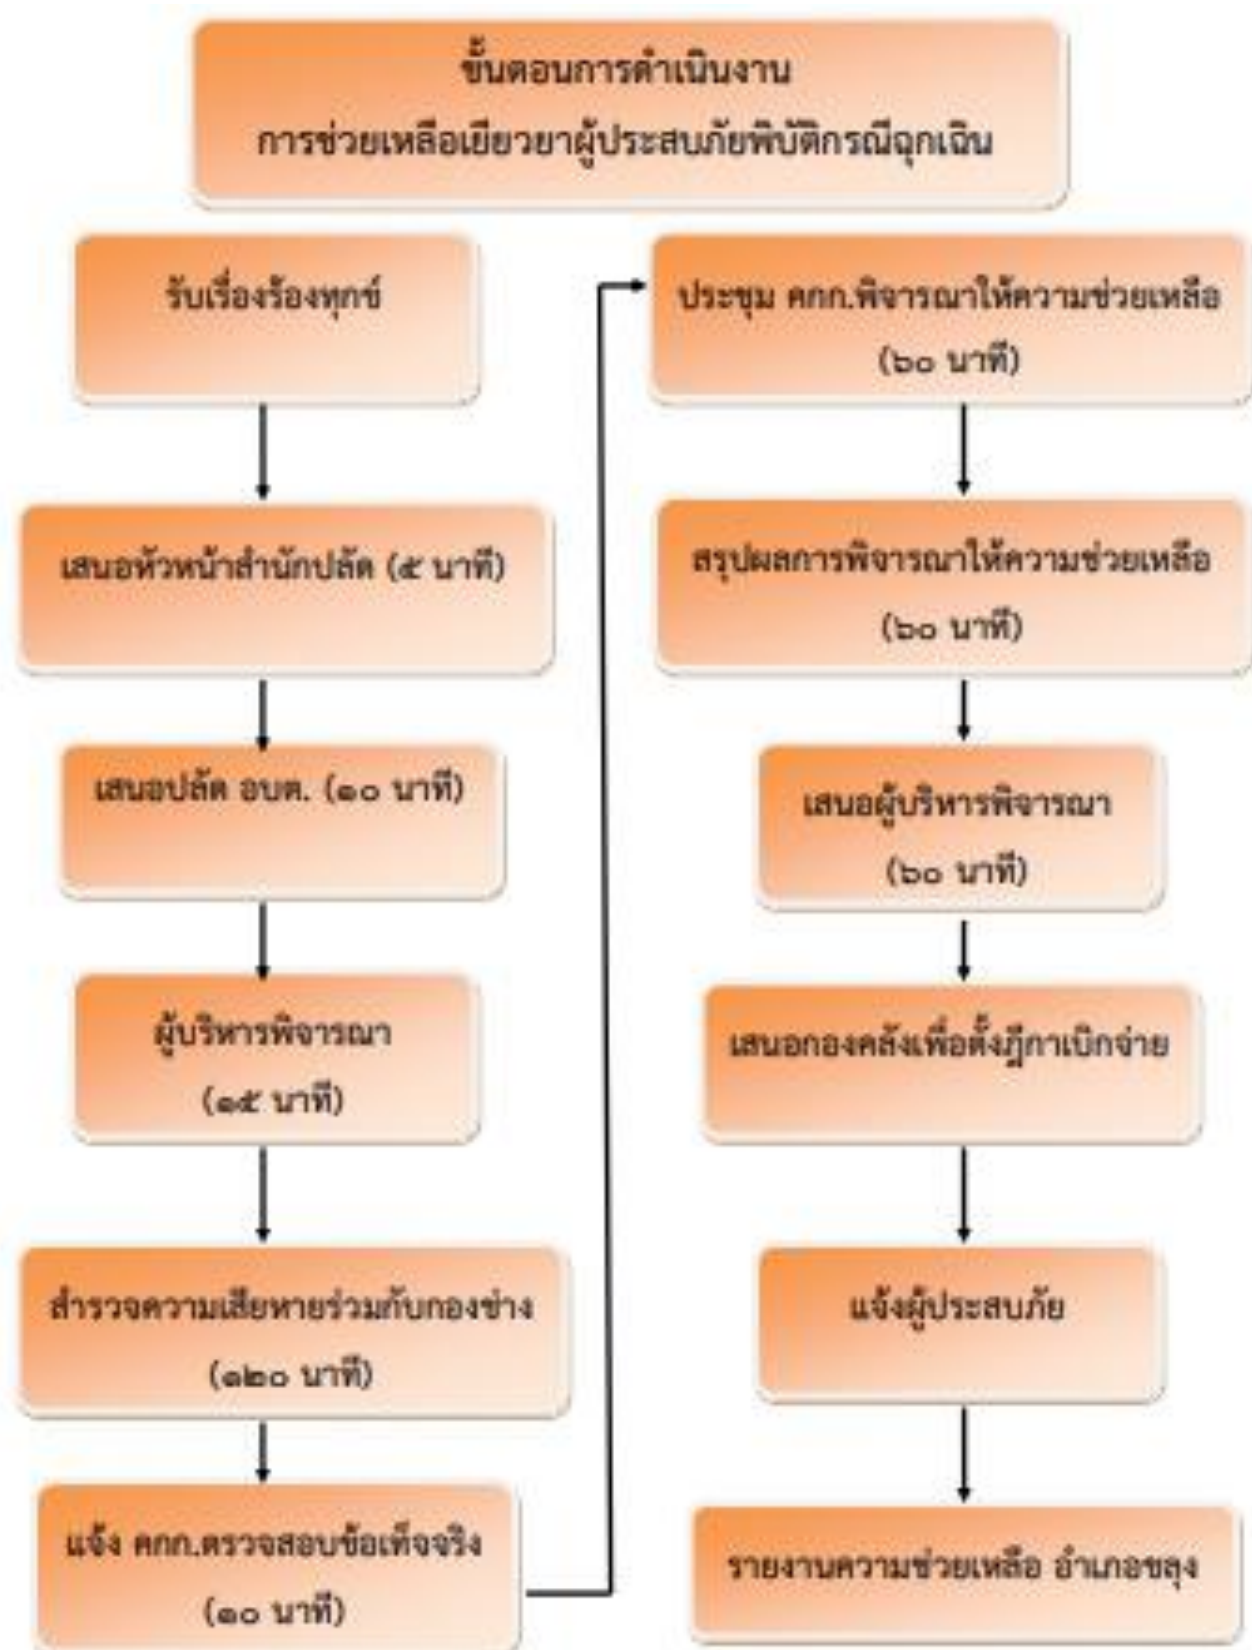 ขั้นตอนการดำเนินงาน
การช่วยเหลือเยียวยาผู้ประสบภัยพิบัติกรณีฉุกเฉิน
รับเรื่องร้องทุกข์
เสนอหัวหน้าสำนักปลัด (๕ นาที)
เสนอปลัด อบต. (๑๐ นาที)
ผู้บริหารพิจารณา
(๑๕ นาที)
สำรวจความเสียหายร่วมกับกองช่าง
(๑๒๐ นาที)
แจ้ง คกก.ตรวจสอบข้อเท็จจริง
(๑๐ นาที)
ประชุม คกก.พิจารณาให้ความช่วยเหลือ
(๖๐ นาที)
สรุปผลการพิจารณาให้ความช่วยเหลือ
(๖๐ นาที)
เสนอผู้บริหารพิจารณา
(๖๐ นาที)
เสนอกองคลังเพื่อตั้งฎีกาเบิกจ่าย
แจ้งผู้ประสบภัย
รายงานความช่วยเหลือ อำเภอขลุง